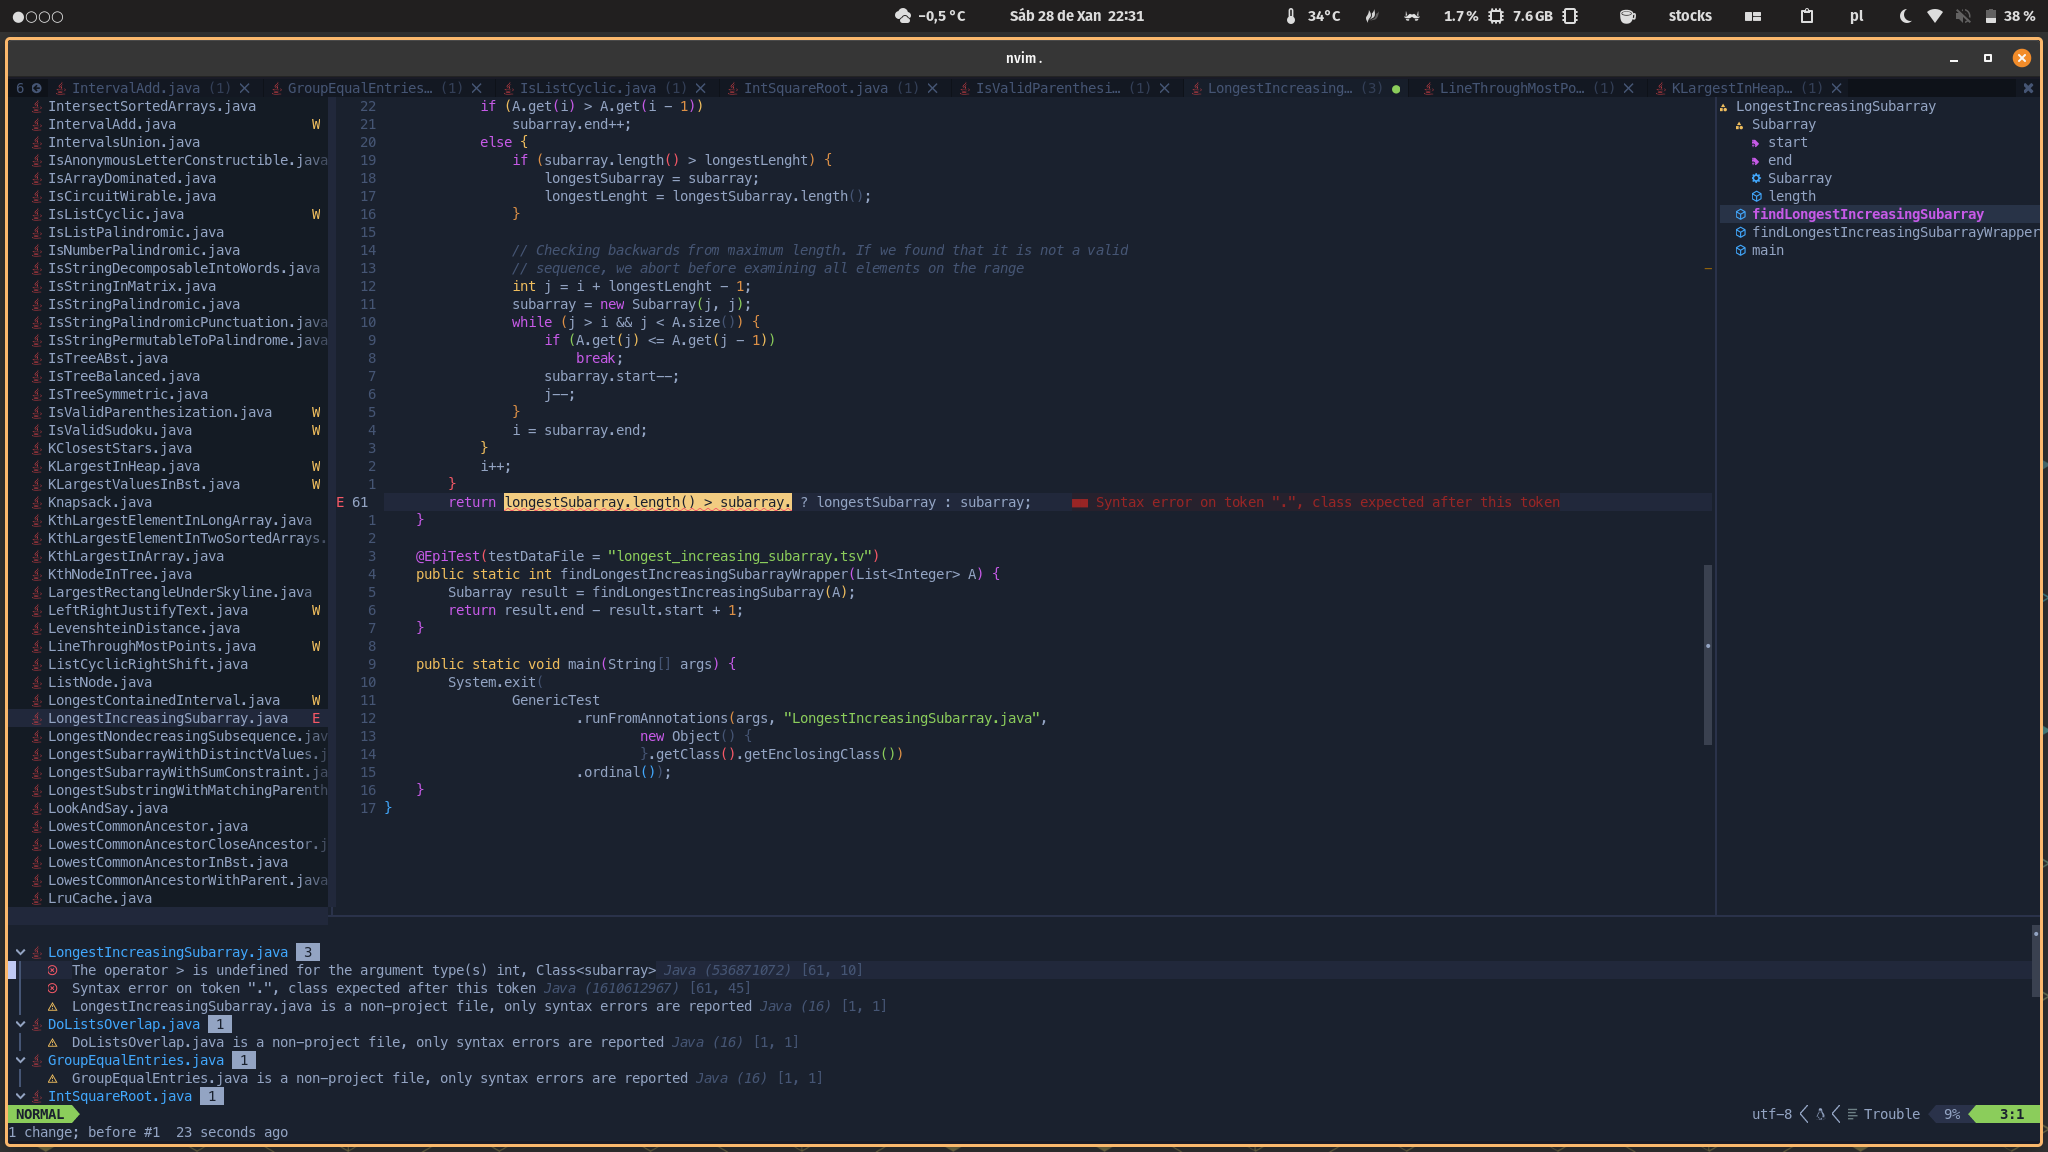 −0,5 °C
Sáb 28 de Xan 22:31
34°C
1.7 %
7.6GB
stocks
pl
38 %
nvim .
6
IntervalAdd.java (1)
GroupEqualEntries… (1)
IsListCyclic.java (1)
IntSquareRoot.java (1)
IsValidParenthesi… (1)
LongestIncreasing… (3)
LineThroughMostPo… (1)
KLargestInHeap… (1)
IntersectSortedArrays.java
IntervalAdd.java W
IntervalsUnion.java
IsAnonymousLetterConstructible.java
IsArrayDominated.java
IsCircuitWirable.java
IsListCyclic.java W
IsListPalindromic.java
IsNumberPalindromic.java
IsStringDecomposableIntoWords.java
IsStringInMatrix.java
IsStringPalindromic.java
IsStringPalindromicPunctuation.java
IsStringPermutableToPalindrome.java
IsTreeABst.java
IsTreeBalanced.java
IsTreeSymmetric.java
IsValidParenthesization.java W
IsValidSudoku.java W
KClosestStars.java
KLargestInHeap.java W
KLargestValuesInBst.java W
Knapsack.java
KthLargestElementInLongArray.java
KthLargestElementInTwoSortedArrays.
KthLargestInArray.java
KthNodeInTree.java
LargestRectangleUnderSkyline.java
LeftRightJustifyText.java W
LevenshteinDistance.java
LineThroughMostPoints.java W
ListCyclicRightShift.java
ListNode.java
LongestContainedInterval.java W
LongestIncreasingSubarray.java E
LongestNondecreasingSubsequence.jav
LongestSubarrayWithDistinctValues.j
LongestSubarrayWithSumConstraint.ja
LongestSubstringWithMatchingParenth
LookAndSay.java
LowestCommonAncestor.java
LowestCommonAncestorCloseAncestor.j
LowestCommonAncestorInBst.java
LowestCommonAncestorWithParent.java
LruCache.java
22 if (A.get(i) > A.get(i - 1))
21 subarray.end++;
20 else {
19 if (subarray.length() > longestLenght) {
18 longestSubarray = subarray;
17 longestLenght = longestSubarray.length();
16 }
15
14 // Checking backwards from maximum length. If we found that it is not a valid
13 // sequence, we abort before examining all elements on the range
12 int j = i + longestLenght - 1;
11 subarray = new Subarray(j, j);
10 while (j > i && j < A.size()) {
9 if (A.get(j) <= A.get(j - 1))
8 break;
7 subarray.start--;
6 j--;
5 }
4 i = subarray.end;
3 }
2 i++;
1 }
E 61 return longestSubarray.length() > subarray. ? longestSubarray : subarray; Syntax error on token ".", class expected after this token
1 }
2
3 @EpiTest(testDataFile = "longest_increasing_subarray.tsv")
4 public static int findLongestIncreasingSubarrayWrapper(List<Integer> A) {
5 Subarray result = findLongestIncreasingSubarray(A);
6 return result.end - result.start + 1;
7 }
8
9 public static void main(String[] args) {
10 System.exit(
11 GenericTest
12 .runFromAnnotations(args, "LongestIncreasingSubarray.java",
13 new Object() {
14 }.getClass().getEnclosingClass())
15 .ordinal());
16 }
17 }
LongestIncreasingSubarray
Subarray
start
end
Subarray
length
findLongestIncreasingSubarray
findLongestIncreasingSubarrayWrapper
main
LongestIncreasingSubarray.java 3
The operator > is undefined for the argument type(s) int, Class<subarray> Java (536871072) [61, 10]
Syntax error on token ".", class expected after this token Java (1610612967) [61, 45]
LongestIncreasingSubarray.java is a non-project file, only syntax errors are reported Java (16) [1, 1]
DoListsOverlap.java 1
DoListsOverlap.java is a non-project file, only syntax errors are reported Java (16) [1, 1]
GroupEqualEntries.java 1
GroupEqualEntries.java is a non-project file, only syntax errors are reported Java (16) [1, 1]
IntSquareRoot.java 1
NORMAL
utf-8
Trouble
9%
3:1
1 change; before #1 23 seconds ago